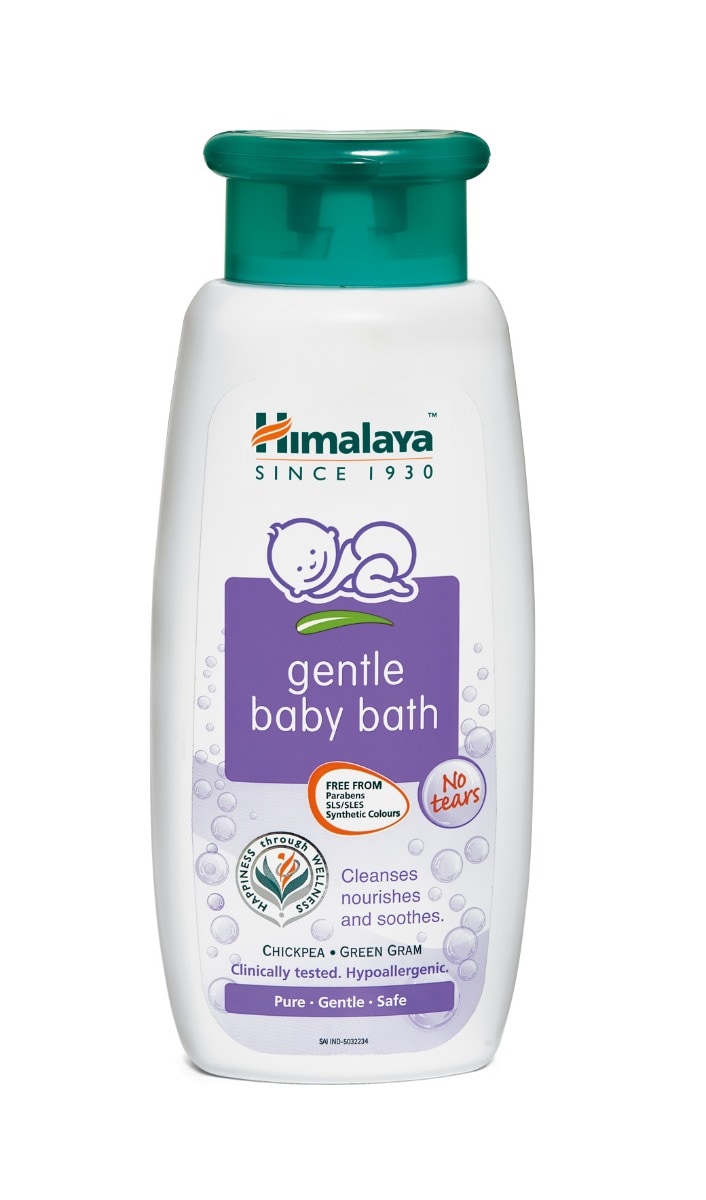 Himalaya™
SINCE 1930
gentle
baby bath
FREE FROM
Parabens
SLS/SLES
Synthetic Colours
No
tears
HAPPINESS through WELLNESS
Cleanses
nourishes
and soothes.
CHICKPEA • GREEN GRAM
Clinically tested. Hypoallergenic.
Pure · Gentle · Safe
SAI IND-5032234